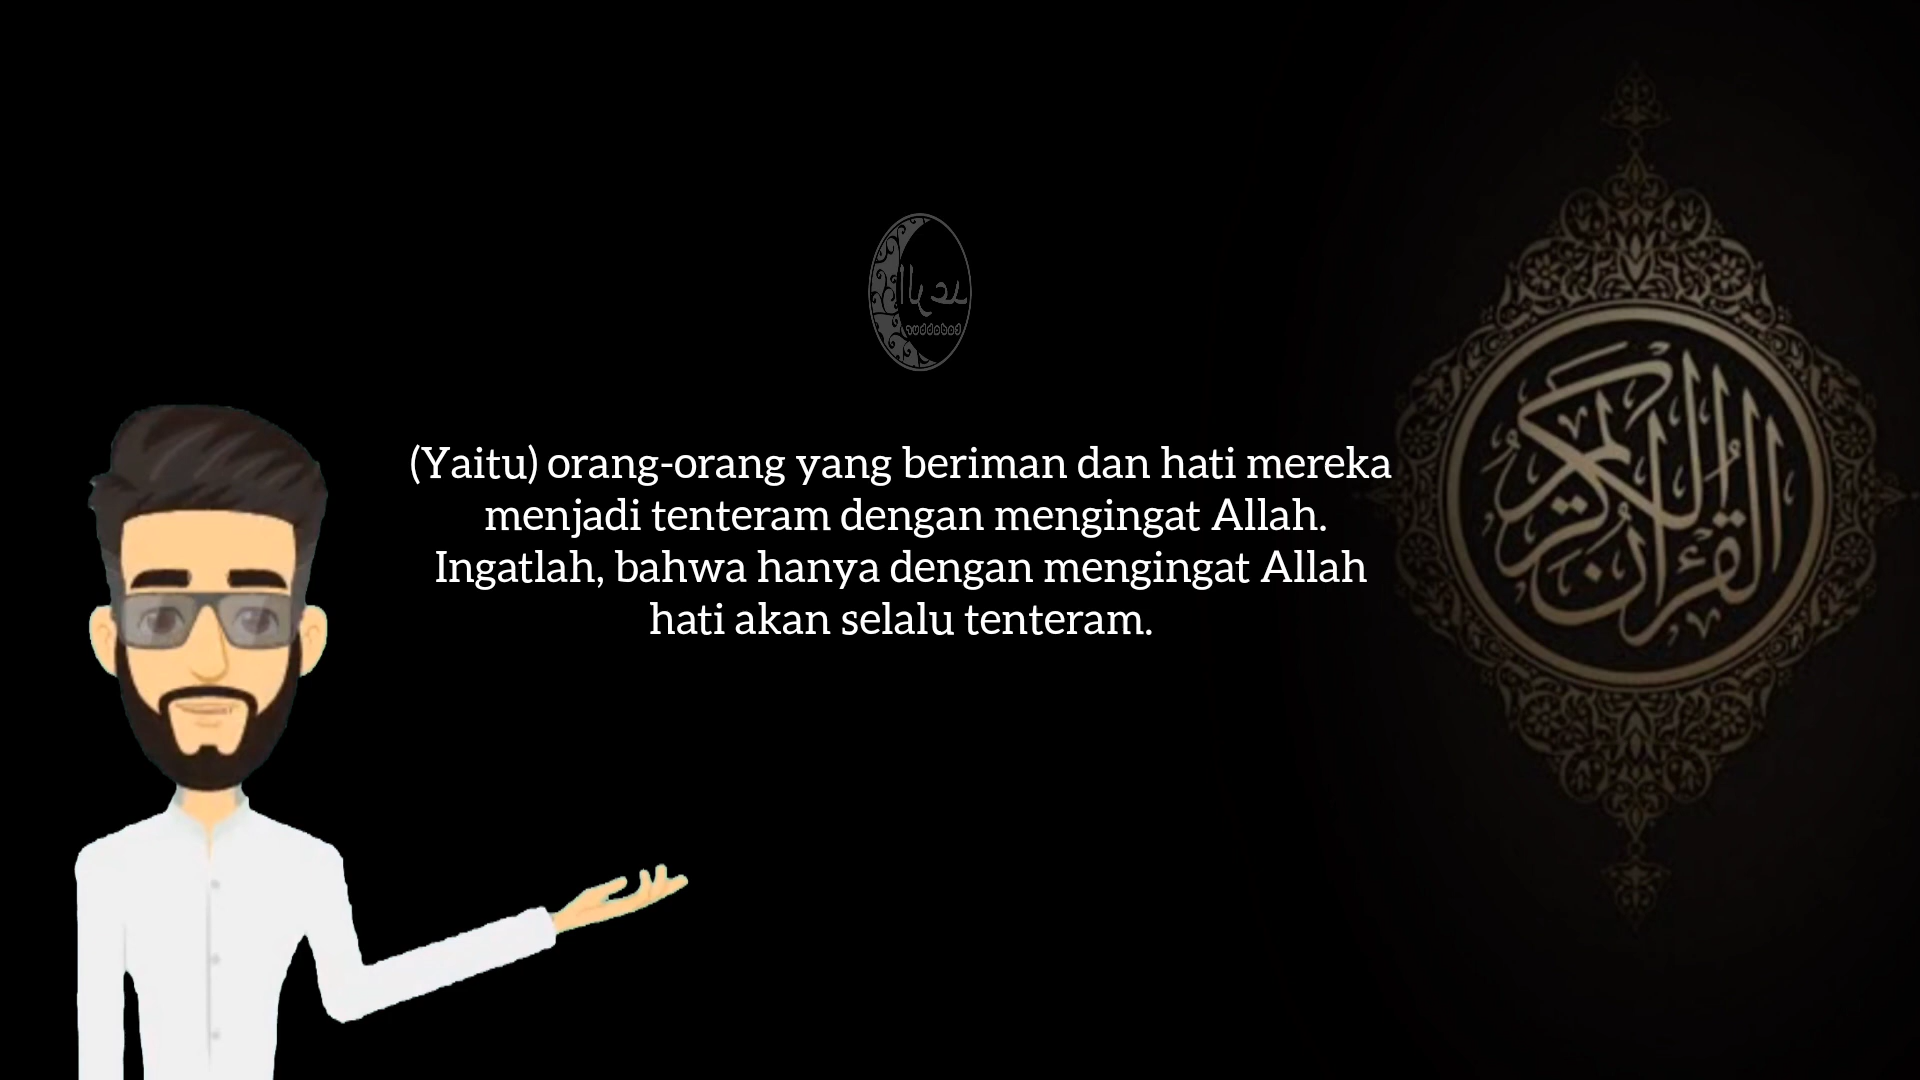 (Yaitu) orang-orang yang beriman dan hati mereka
menjadi tenteram dengan mengingat Allah.
Ingatlah, bahwa hanya dengan mengingat Allah
hati akan selalu tenteram.
القرآن الكريم